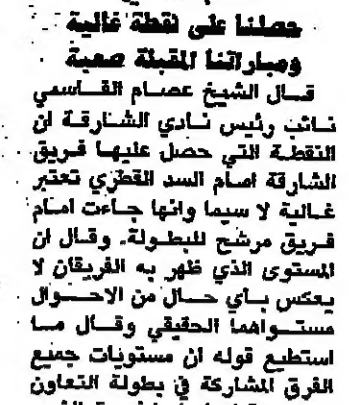 حصلنا على نقطة غالية
ومباراتنا المقبلة صعبة
قال الشيخ عصام القاسمي
نائب رئيس نادي الشارقة ان
النقطة التي حصل عليها فريق
الشارقة امام السد القطري تعتبر
غالية لا سيما وانها جاءت امام
فريق مرشح للبطولة. وقال ان
المستوى الذي ظهر به الفريقان لا
يعكس بأي حال من الاحوال
مستواهما الحقيقي وقال ما
استطيع قوله ان مستويات جميع
الفرق المشاركة في بطولة التعاون